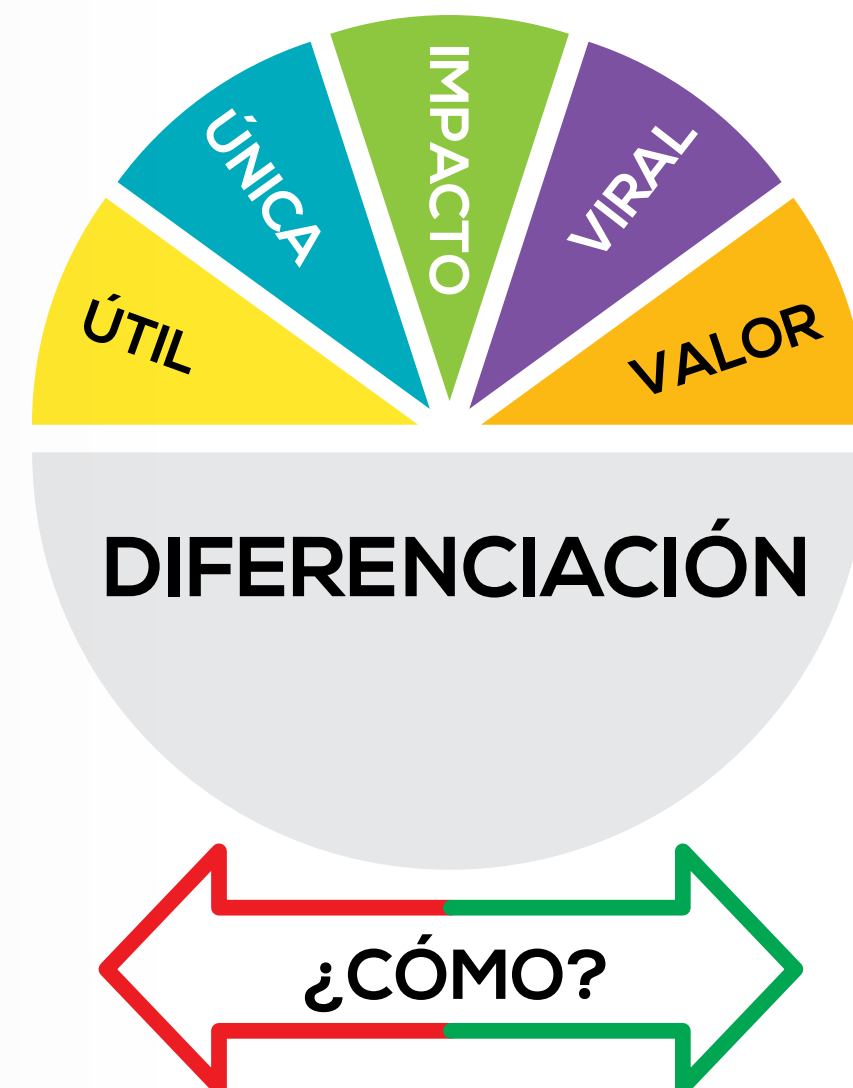 ÚTIL
ÚNICA
IMPACTO
VIRAL
VALOR
DIFERENCIACIÓN
¿CÓMO?